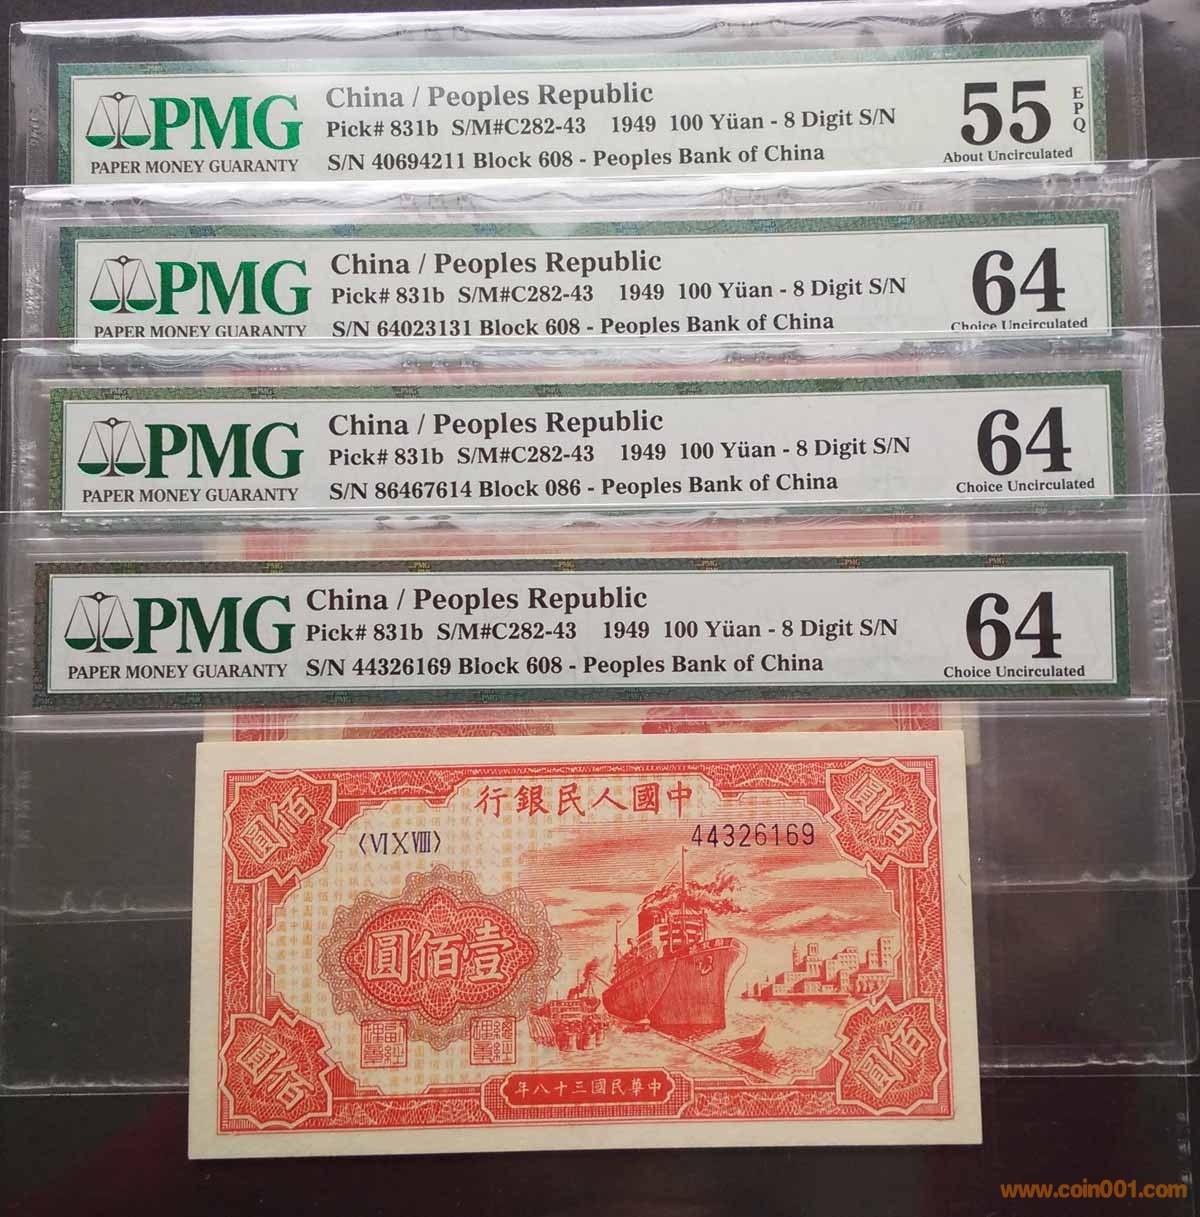 PMG
PAPER MONEY GUARANTY
China / Peoples Republic
Pick# 831b S/M#C282-43 1949 100 Yüan - 8 Digit S/N
S/N 40694211 Block 608 - Peoples Bank of China
55
EPQ
About Uncirculated
PMG
PAPER MONEY GUARANTY
China / Peoples Republic
Pick# 831b S/M#C282-43 1949 100 Yüan - 8 Digit S/N
S/N 64023131 Block 608 - Peoples Bank of China
64
Choice Uncirculated
PMG
PAPER MONEY GUARANTY
China / Peoples Republic
Pick# 831b S/M#C282-43 1949 100 Yüan - 8 Digit S/N
S/N 86467614 Block 086 - Peoples Bank of China
64
Choice Uncirculated
PMG
PAPER MONEY GUARANTY
China / Peoples Republic
Pick# 831b S/M#C282-43 1949 100 Yüan - 8 Digit S/N
S/N 44326169 Block 608 - Peoples Bank of China
64
Choice Uncirculated
行銀民人國中
圓佰
圓佰
〈VI X VIII〉
44326169
圓佰壹
圓佰
圓佰
年八十三國民華中
www.coin001.com